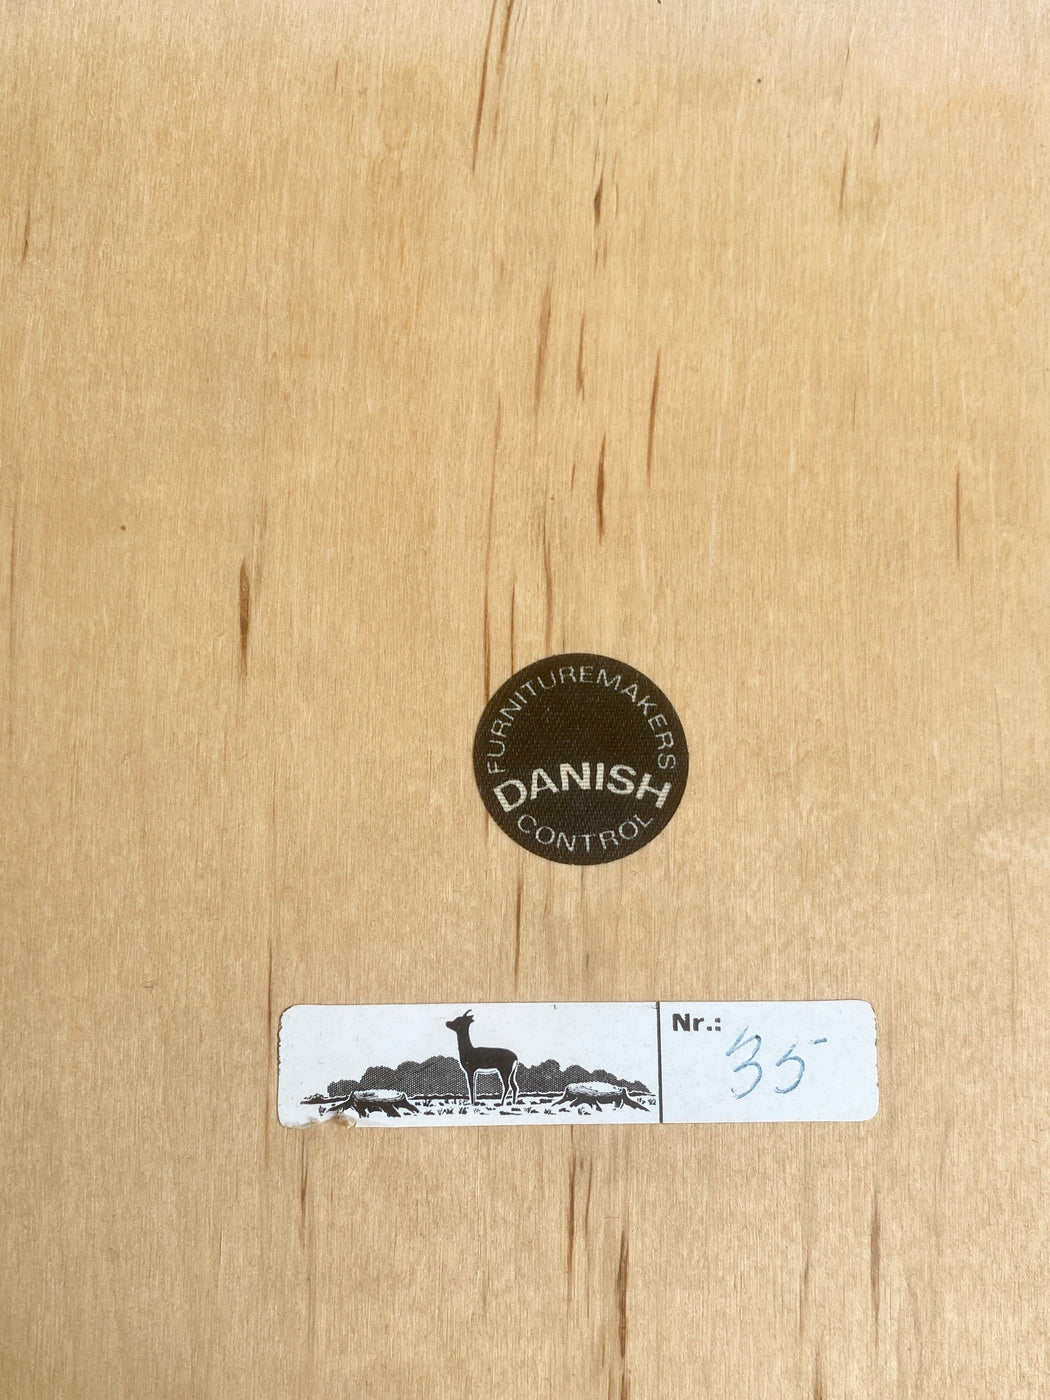 FURNITUREMAKERS
DANISH
CONTROL
Nr.: 35